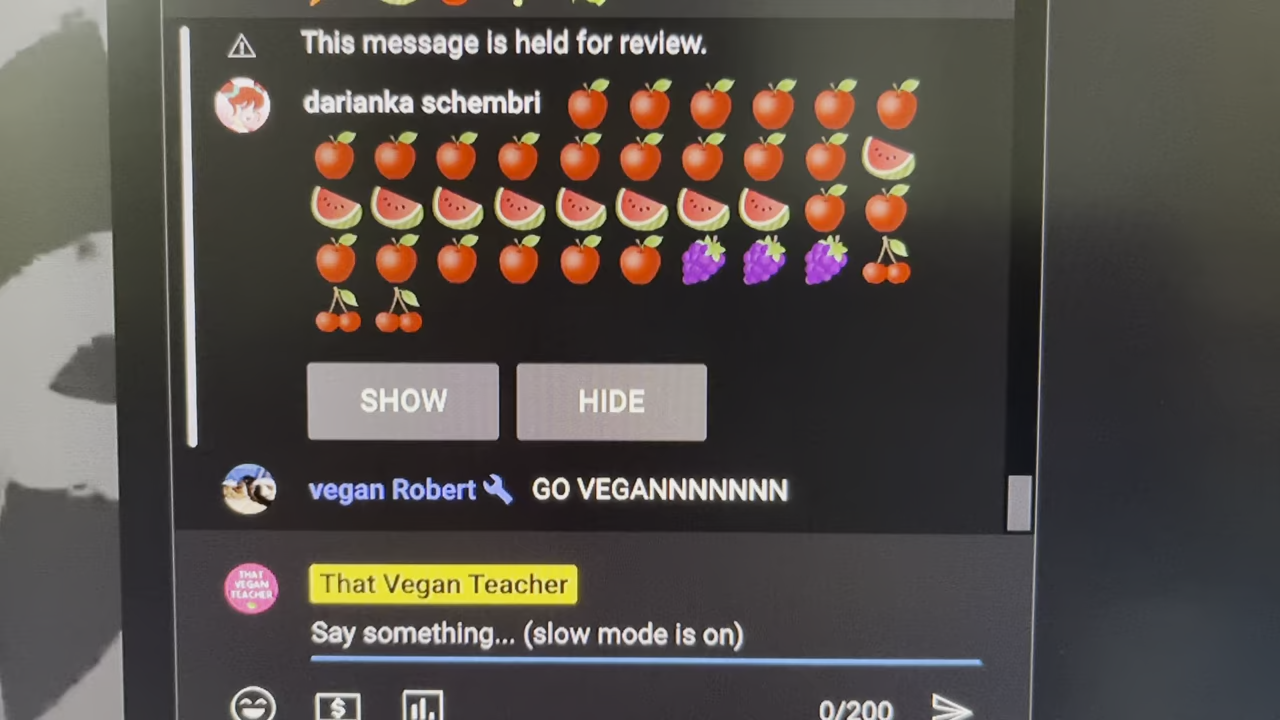 This message is held for review.
darianka schembri 🍎🍎🍎🍎🍎🍎
🍎🍎🍎🍎🍎🍎🍎🍎🍎🍉
🍉🍉🍉🍉🍉🍉🍉🍉🍎🍎
🍎🍎🍎🍎🍎🍎🍇🍇🍇🍒
🍒🍒
SHOW HIDE
vegan Robert GO VEGANNNNNNN
THAT
VEGAN
TEACHER
That Vegan Teacher
Say something... (slow mode is on)
$ 0/200